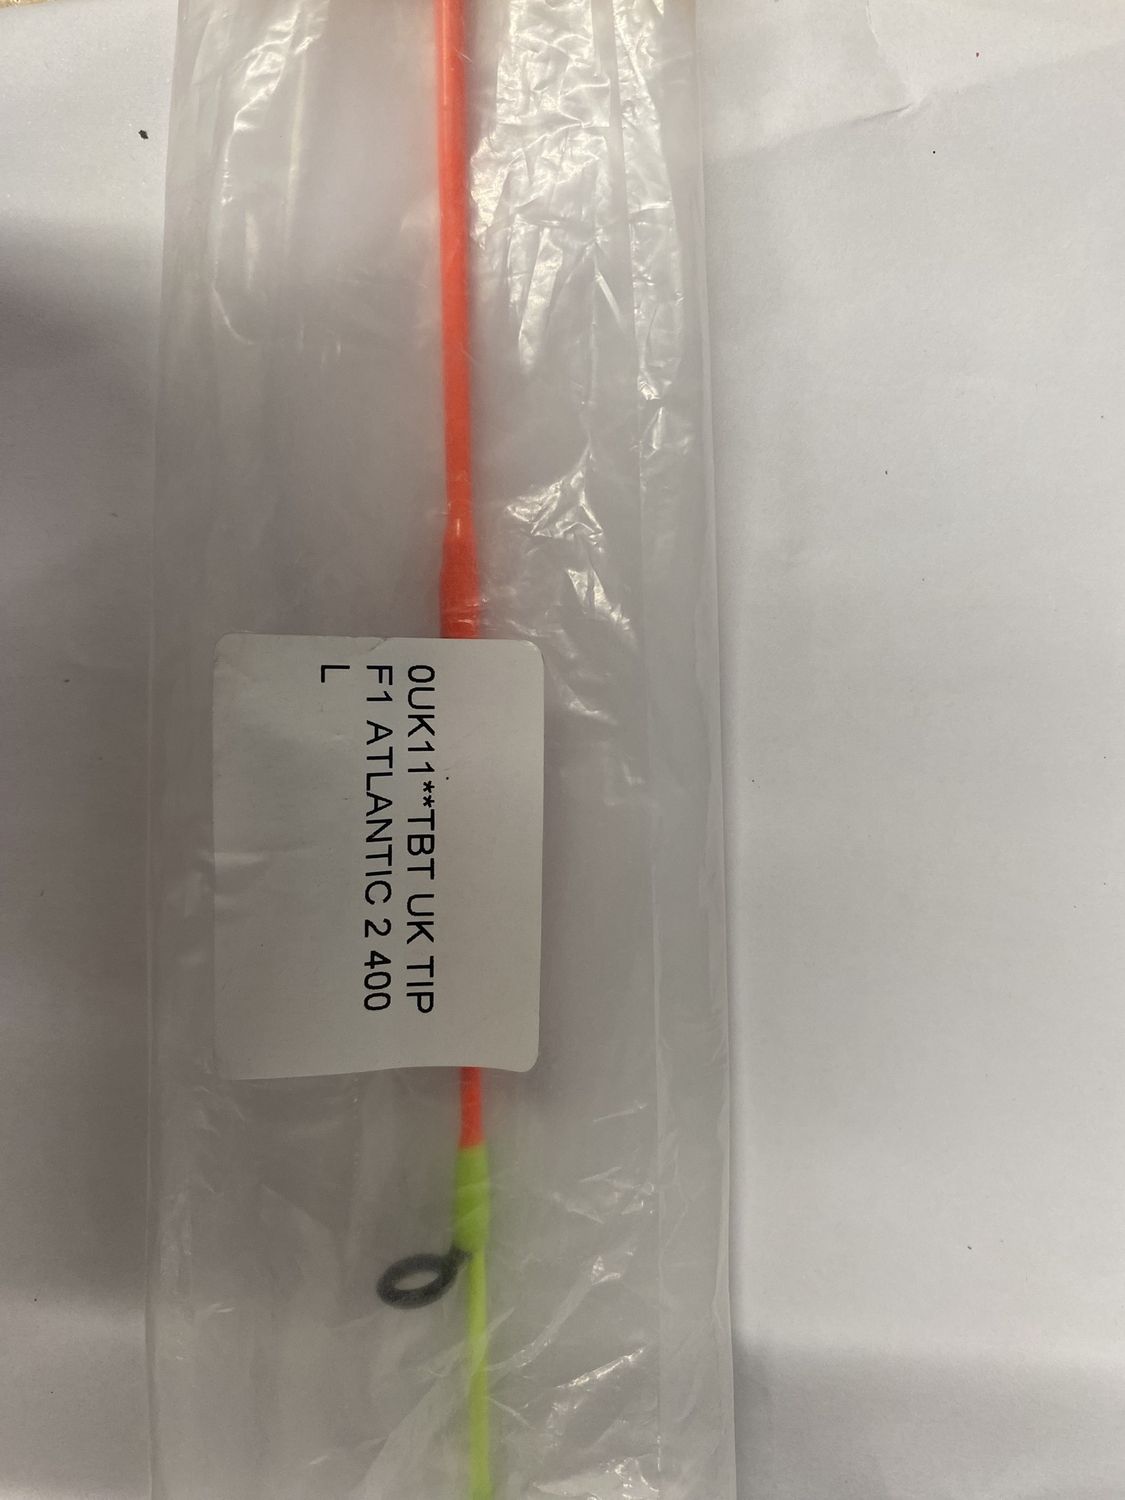 0UK11**TBT UK TIP
F1 ATLANTIC 2 400
L